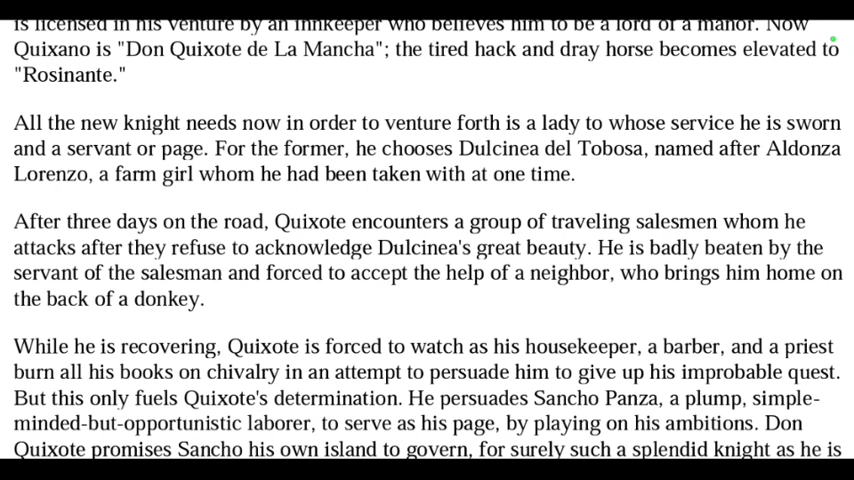 is licensed in his venture by an innkeeper who believes him to be a lord of a manor. Now
Quixano is "Don Quixote de La Mancha"; the tired hack and dray horse becomes elevated to
"Rosinante."
All the new knight needs now in order to venture forth is a lady to whose service he is sworn
and a servant or page. For the former, he chooses Dulcinea del Tobosa, named after Aldonza
Lorenzo, a farm girl whom he had been taken with at one time.
After three days on the road, Quixote encounters a group of traveling salesmen whom he
attacks after they refuse to acknowledge Dulcinea's great beauty. He is badly beaten by the
servant of the salesman and forced to accept the help of a neighbor, who brings him home on
the back of a donkey.
While he is recovering, Quixote is forced to watch as his housekeeper, a barber, and a priest
burn all his books on chivalry in an attempt to persuade him to give up his improbable quest.
But this only fuels Quixote's determination. He persuades Sancho Panza, a plump, simple-
minded-but-opportunistic laborer, to serve as his page, by playing on his ambitions. Don
Quixote promises Sancho his own island to govern, for surely such a splendid knight as he is